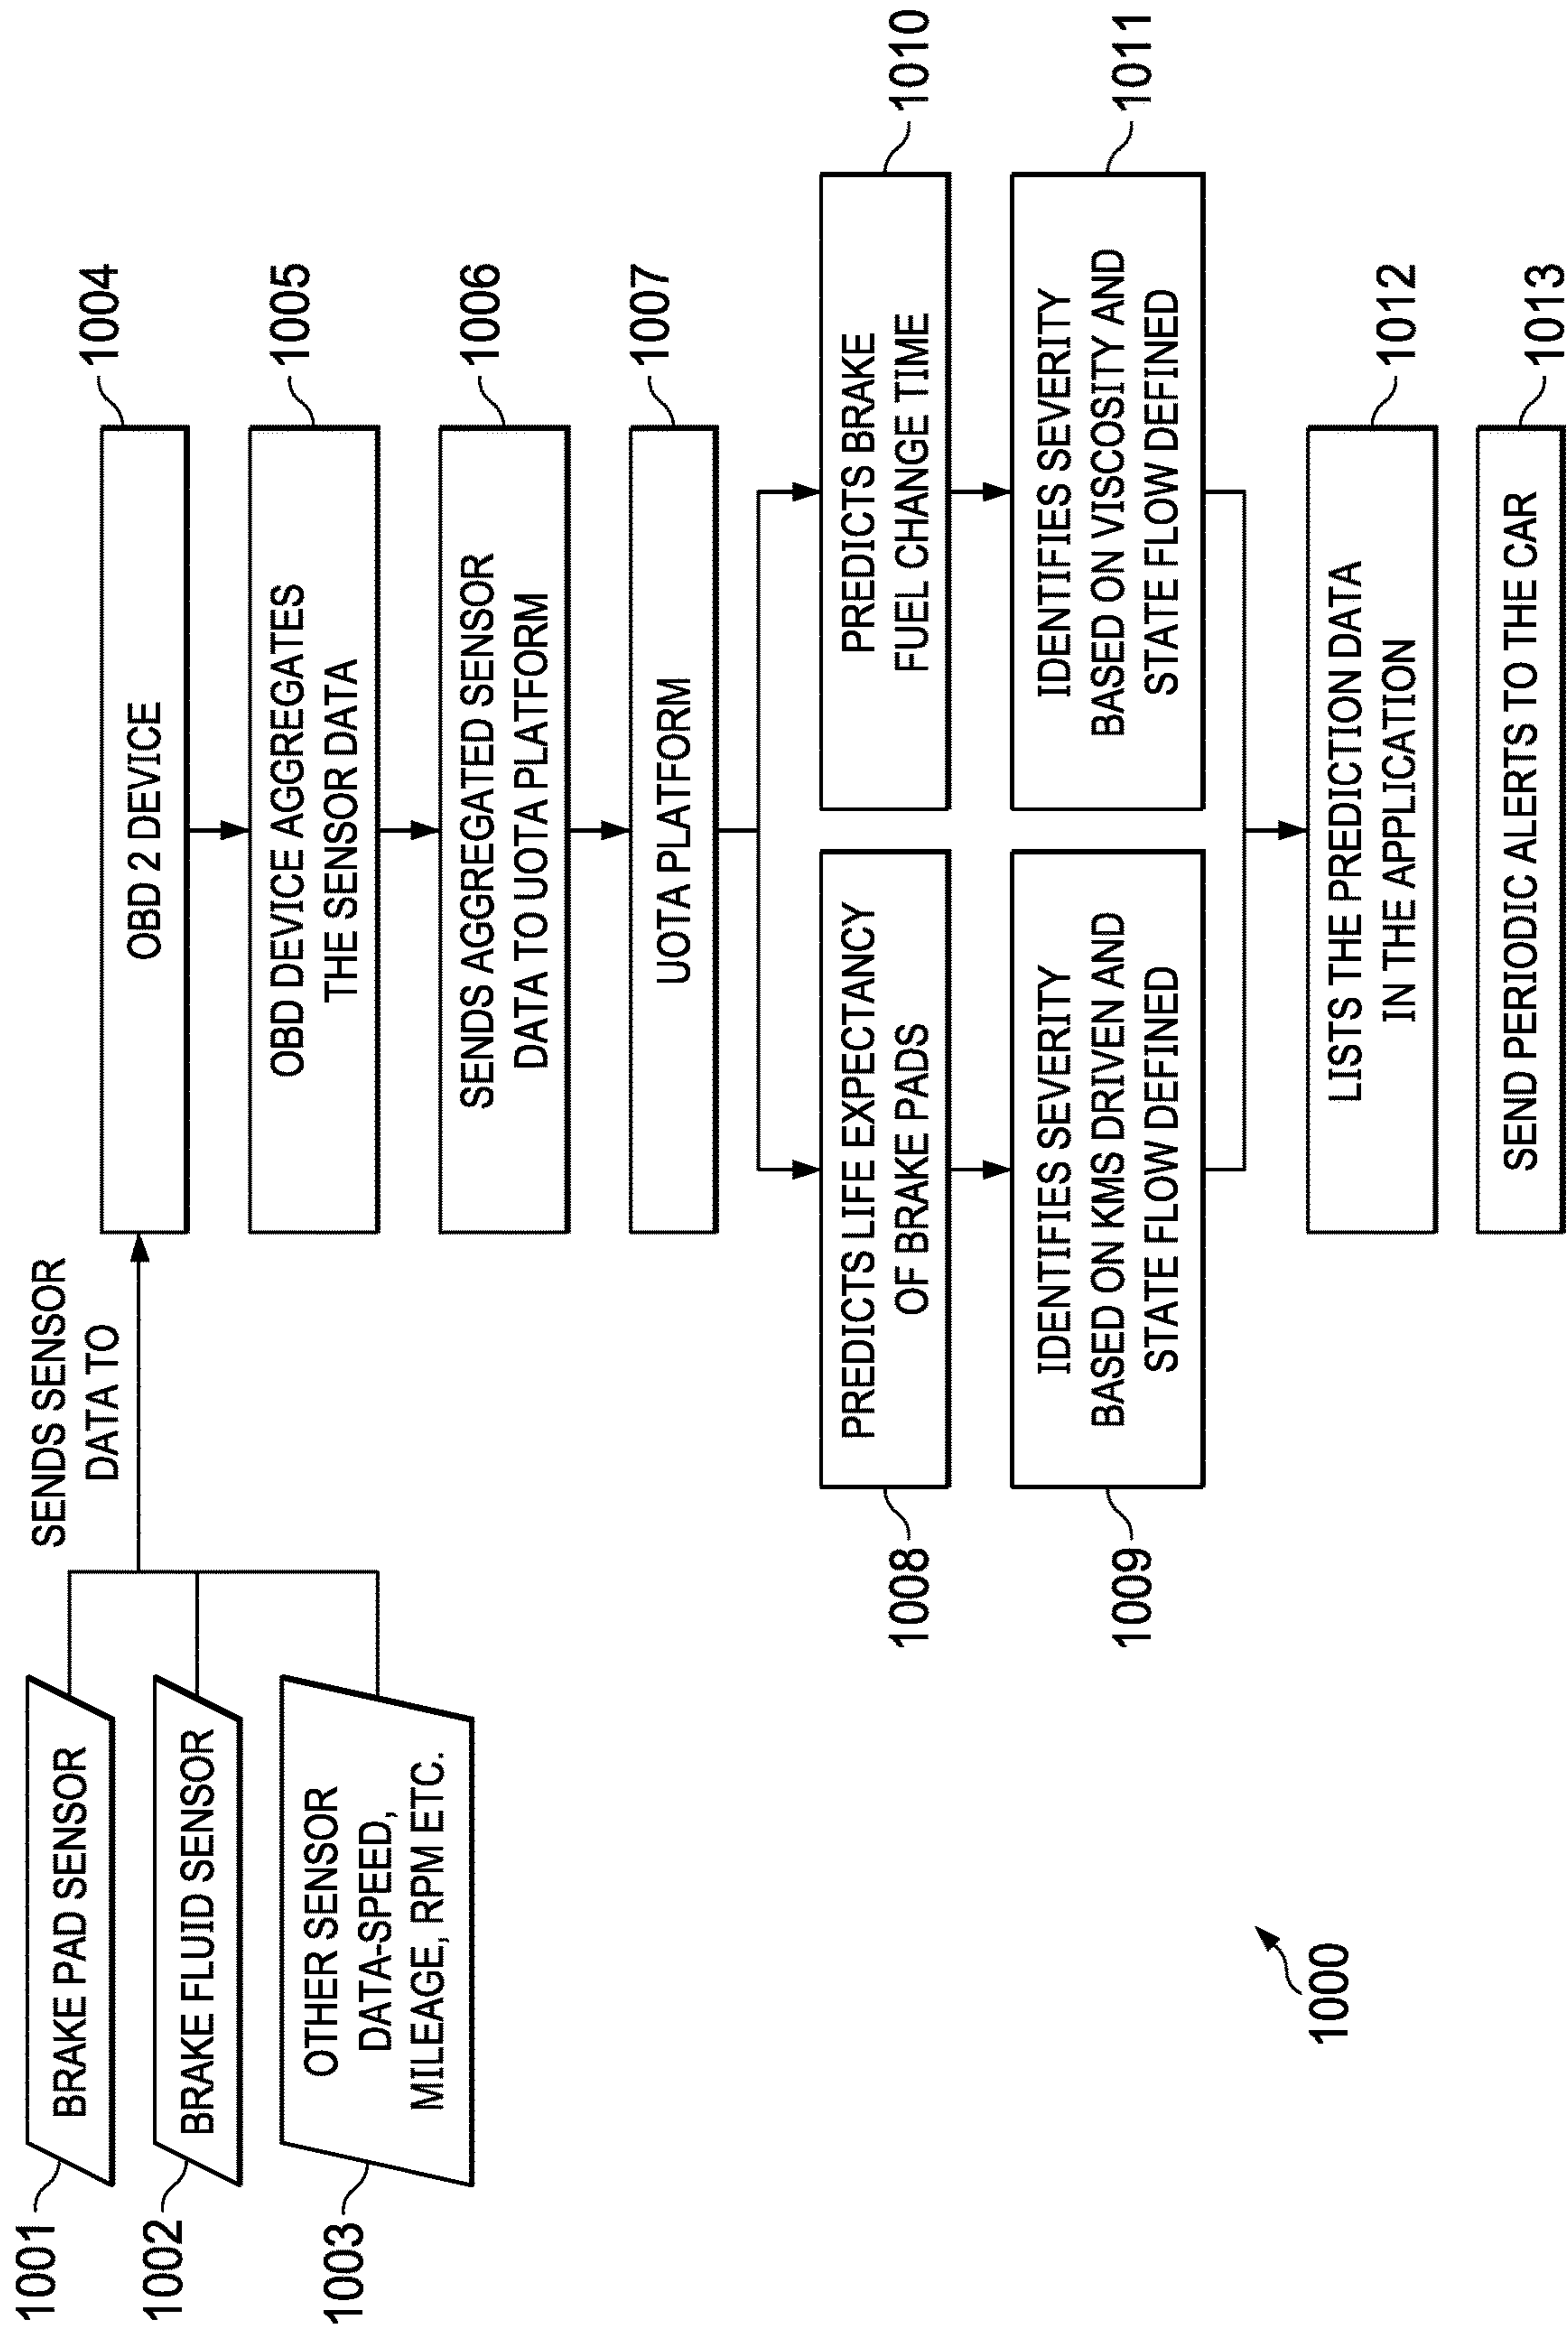 1001
BRAKE PAD SENSOR
1002
BRAKE FLUID SENSOR
1003
OTHER SENSOR
DATA-SPEED,
MILEAGE, RPM ETC.
SENDS SENSOR
DATA TO
OBD 2 DEVICE
1004
OBD DEVICE AGGREGATES
THE SENSOR DATA
1005
SENDS AGGREGATED SENSOR
DATA TO UOTA PLATFORM
1006
UOTA PLATFORM
1007
1008
PREDICTS LIFE EXPECTANCY
OF BRAKE PADS
PREDICTS BRAKE
FUEL CHANGE TIME
1010
1009
IDENTIFIES SEVERITY
BASED ON KMS DRIVEN AND
STATE FLOW DEFINED
IDENTIFIES SEVERITY
BASED ON VISCOSITY AND
STATE FLOW DEFINED
1011
LISTS THE PREDICTION DATA
IN THE APPLICATION
1012
SEND PERIODIC ALERTS TO THE CAR
1013
1000